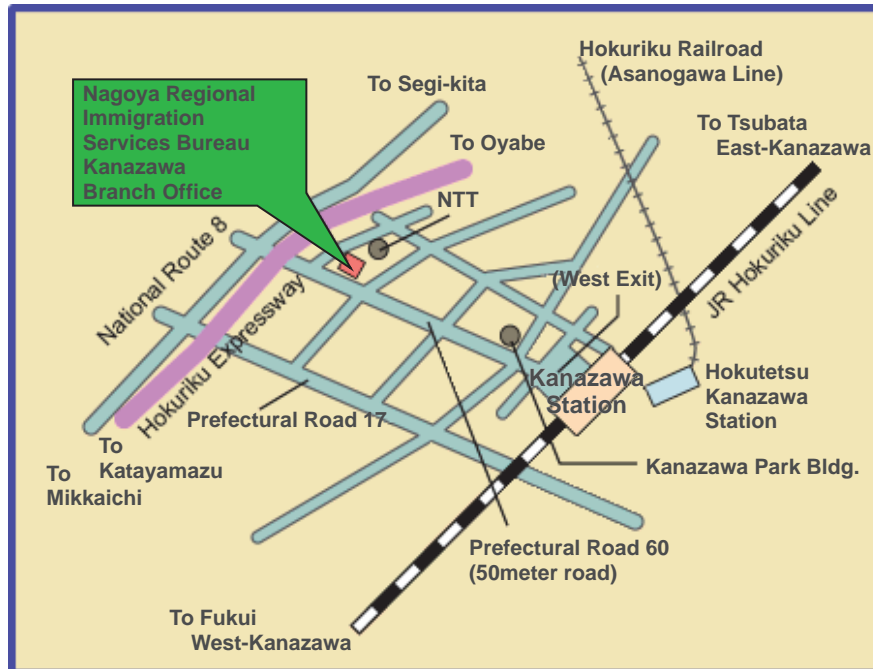 Hokuriku Railroad
(Asanogawa Line)
Nagoya Regional
Immigration
Services Bureau
Kanazawa
Branch Office
To Segi-kita
To Oyabe
To Tsubata
East-Kanazawa
NTT
National Route 8
(West Exit)
JR Hokuriku Line
Hokuriku Expressway
Kanazawa
Station
Hokutetsu
Kanazawa
Station
Prefectural Road 17
To
Katayamazu
To
Mikkaichi
Kanazawa Park Bldg.
Prefectural Road 60
(50meter road)
To Fukui
West-Kanazawa